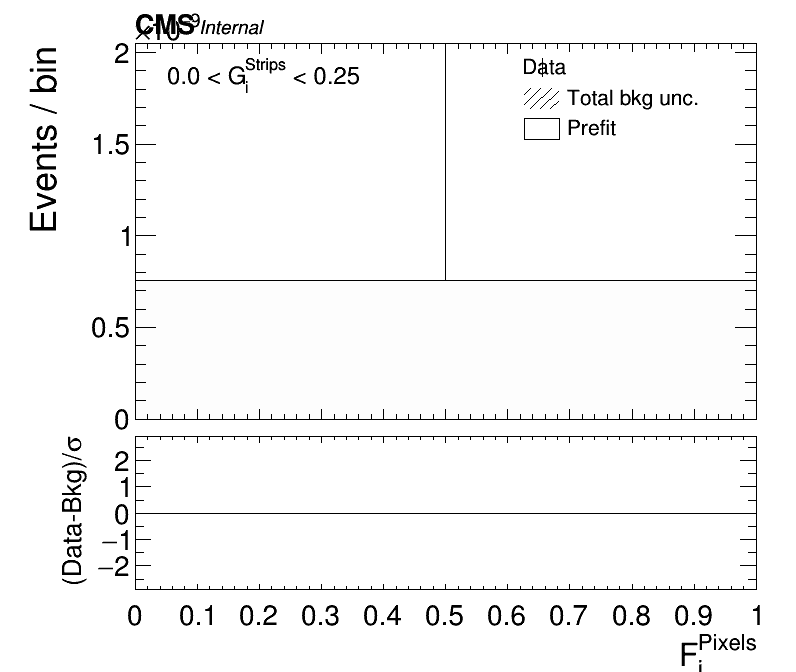 CMS Internal
×10⁻⁹
0.0 < G_i^Strips < 0.25
Data
Total bkg unc.
Prefit
Events / bin
2
1.5
1
0.5
0
(Data-Bkg)/σ
2
1
0
−1
−2
0 0.1 0.2 0.3 0.4 0.5 0.6 0.7 0.8 0.9 1
F_i^Pixels